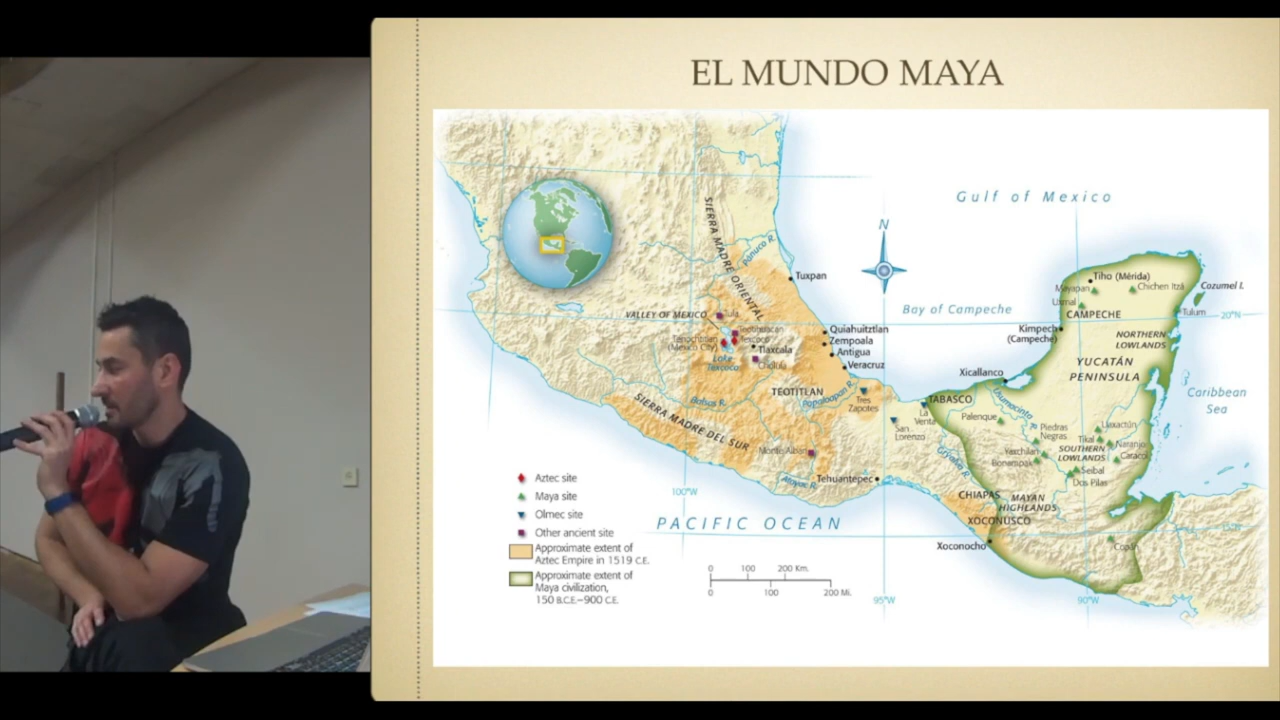 EL MUNDO MAYA
Gulf of Mexico
N
SIERRA MADRE ORIENTAL
Pánuco R.
Tuxpan
Tiho (Mérida)
Mayapan
Chichen Itzá
Cozumel I.
Uxmal
Tulum
CAMPECHE
20°N
Bay of Campeche
VALLEY OF MEXICO
Tula
Teotihuacan
Texcoco
Tenochtitlan
(Mexico City)
Tlaxcala
Lake
Texcoco
Cholula
Quiahuitztlan
Zempoala
Antigua
Veracruz
Kimpech
(Campeche)
NORTHERN
LOWLANDS
YUCATÁN
PENINSULA
Xicallanco
Caribbean
Sea
TEOTITLAN
Papaloapan R.
Balsas R.
Tres
Zapotes
TABASCO
La
Venta
San
Lorenzo
Usumacinta R.
Palenque
Piedras
Negras
Uaxactún
Tikal
Naranjo
Yaxchilan
SOUTHERN
LOWLANDS
Caracol
Bonampak
Seibal
Dos Pilas
SIERRA MADRE DEL SUR
Monte Alban
Grijalva R.
Atoyac R.
Tehuantepec
CHIAPAS
MAYAN
HIGHLANDS
XOCONUSCO
Xoconocho
Copán
15°N
100°W
PACIFIC OCEAN
95°W
90°W
Aztec site
Maya site
Olmec site
Other ancient site
Approximate extent of
Aztec Empire in 1519 C.E.
Approximate extent of
Maya civilization,
150 B.C.E.–900 C.E.
0 100 200 Km.
0 100 200 Mi.